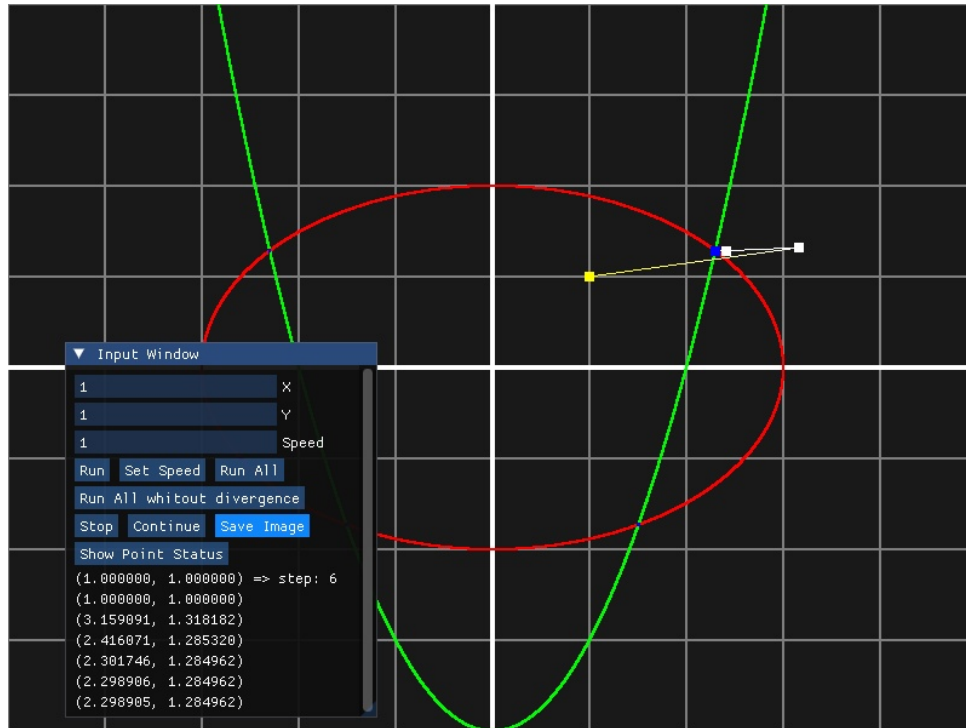 ▼ Input Window
1 X
1 Y
1 Speed
Run Set Speed Run All
Run All whitout divergence
Stop Continue Save Image
Show Point Status
(1.000000, 1.000000) => step: 6
(1.000000, 1.000000)
(3.159091, 1.318182)
(2.416071, 1.285320)
(2.301746, 1.284962)
(2.298906, 1.284962)
(2.298905, 1.284962)